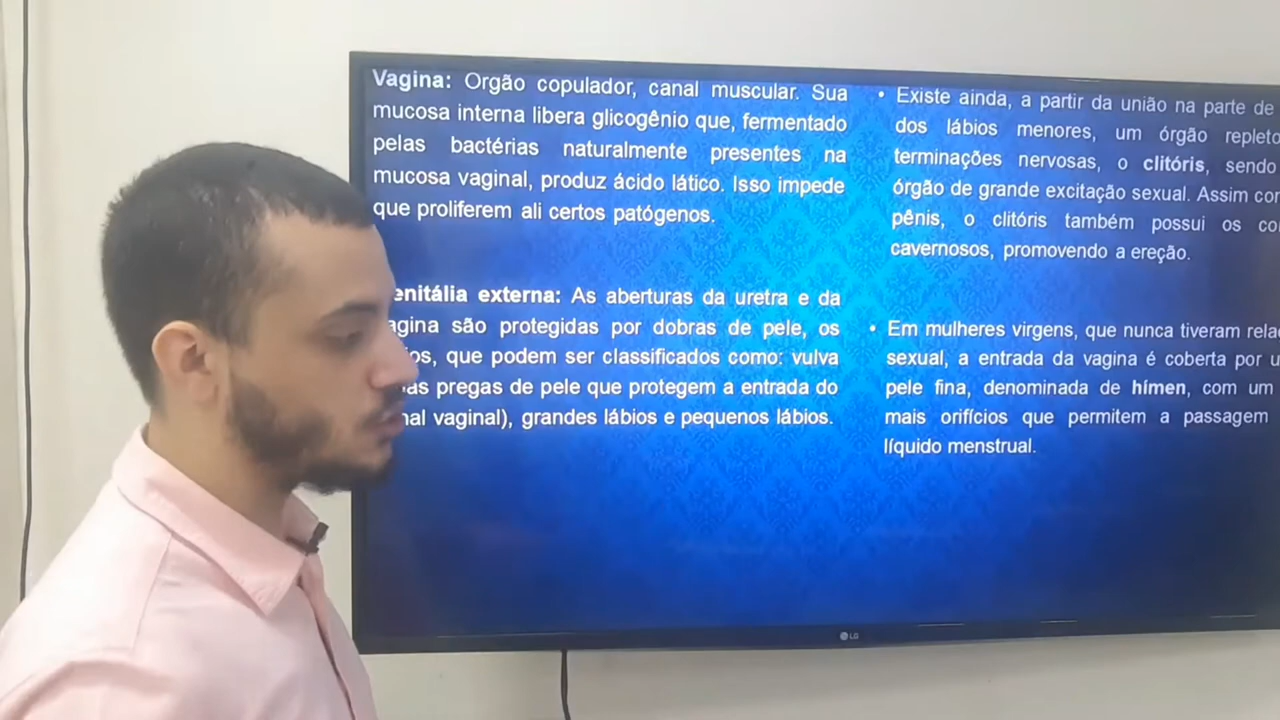 Vagina: Orgão copulador, canal muscular. Sua
mucosa interna libera glicogênio que, fermentado
pelas bactérias naturalmente presentes na
mucosa vaginal, produz ácido lático. Isso impede
que proliferem ali certos patógenos.
enitália externa: As aberturas da uretra e da
agina são protegidas por dobras de pele, os
que podem ser classificados como: vulva
pregas de pele que protegem a entrada do
vaginal), grandes lábios e pequenos lábios.
• Existe ainda, a partir da união na parte de
dos lábios menores, um órgão repleto
terminações nervosas, o clitóris, sendo
órgão de grande excitação sexual. Assim
pênis, o clitóris também possui os
cavernosos, promovendo a ereção.
• Em mulheres virgens, que nunca tiveram
sexual, a entrada da vagina é coberta por
pele fina, denominada de hímen, com um
mais orifícios que permitem a passagem
líquido menstrual.
LG